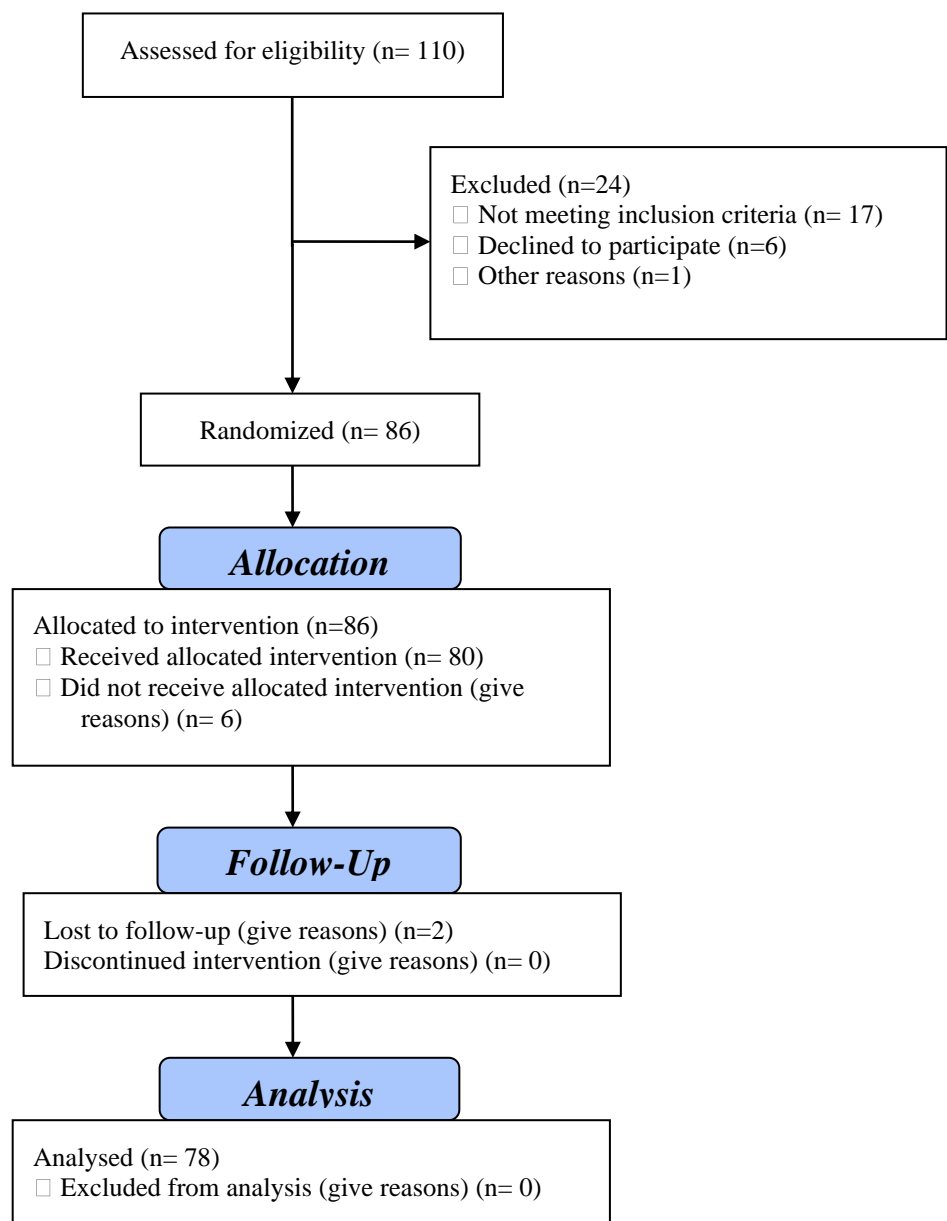 Assessed for eligibility (n= 110)
Excluded (n=24)
□ Not meeting inclusion criteria (n= 17)
□ Declined to participate (n=6)
□ Other reasons (n=1)
Randomized (n= 86)
Allocation
Allocated to intervention (n=86)
□ Received allocated intervention (n= 80)
□ Did not receive allocated intervention (give
reasons) (n= 6)
Follow-Up
Lost to follow-up (give reasons) (n=2)
Discontinued intervention (give reasons) (n= 0)
Analysis
Analysed (n= 78)
□ Excluded from analysis (give reasons) (n= 0)